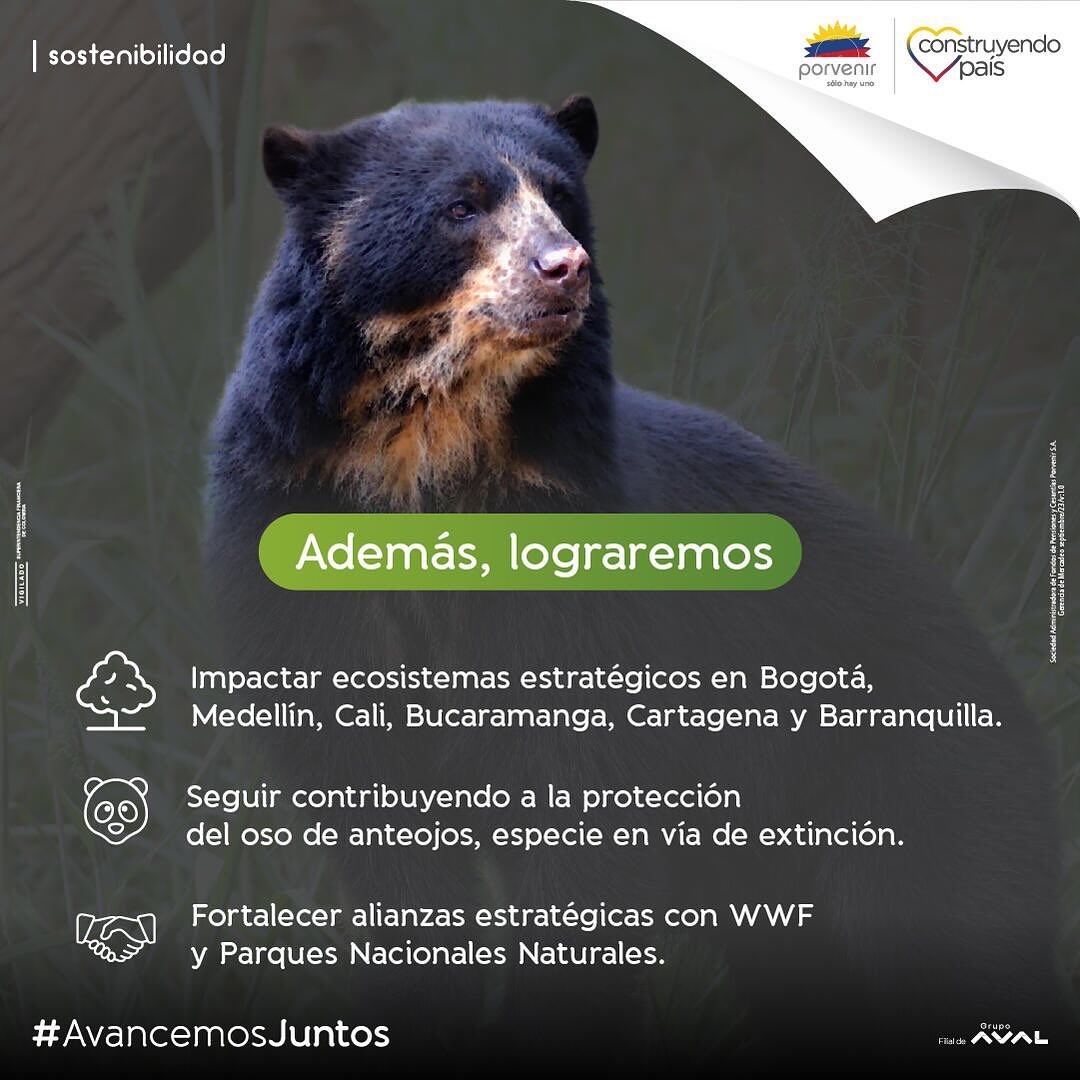 | sostenibilidad
porvenir
sólo hay uno
construyendo
país
Además, lograremos
Impactar ecosistemas estratégicos en Bogotá,
Medellín, Cali, Bucaramanga, Cartagena y Barranquilla.
Seguir contribuyendo a la protección
del oso de anteojos, especie en vía de extinción.
Fortalecer alianzas estratégicas con WWF
y Parques Nacionales Naturales.
#AvancemosJuntos
Filial de
Grupo
AVAL
VIGILADO
SUPERINTENDENCIA FINANCIERA
DE COLOMBIA
Sociedad Administradora de Fondos de Pensiones y Cesantías Porvenir S.A.
Gerencia de Mercadeo septiembre/23